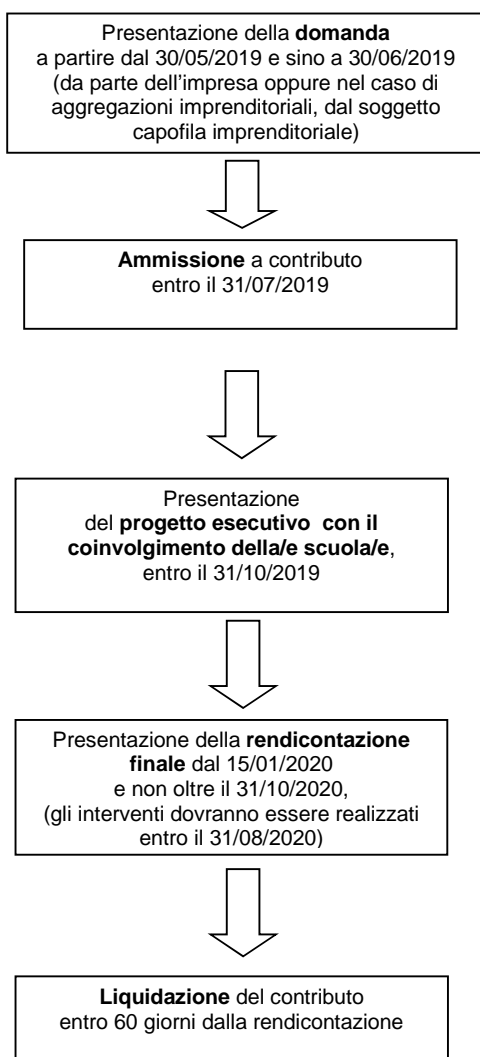 Presentazione della domanda
a partire dal 30/05/2019 e sino a 30/06/2019
(da parte dell'impresa oppure nel caso di
aggregazioni imprenditoriali, dal soggetto
capofila imprenditoriale)
Ammissione a contributo
entro il 31/07/2019
Presentazione
del progetto esecutivo con il
coinvolgimento della/e scuola/e,
entro il 31/10/2019
Presentazione della rendicontazione
finale dal 15/01/2020
e non oltre il 31/10/2020,
(gli interventi dovranno essere realizzati
entro il 31/08/2020)
Liquidazione del contributo
entro 60 giorni dalla rendicontazione